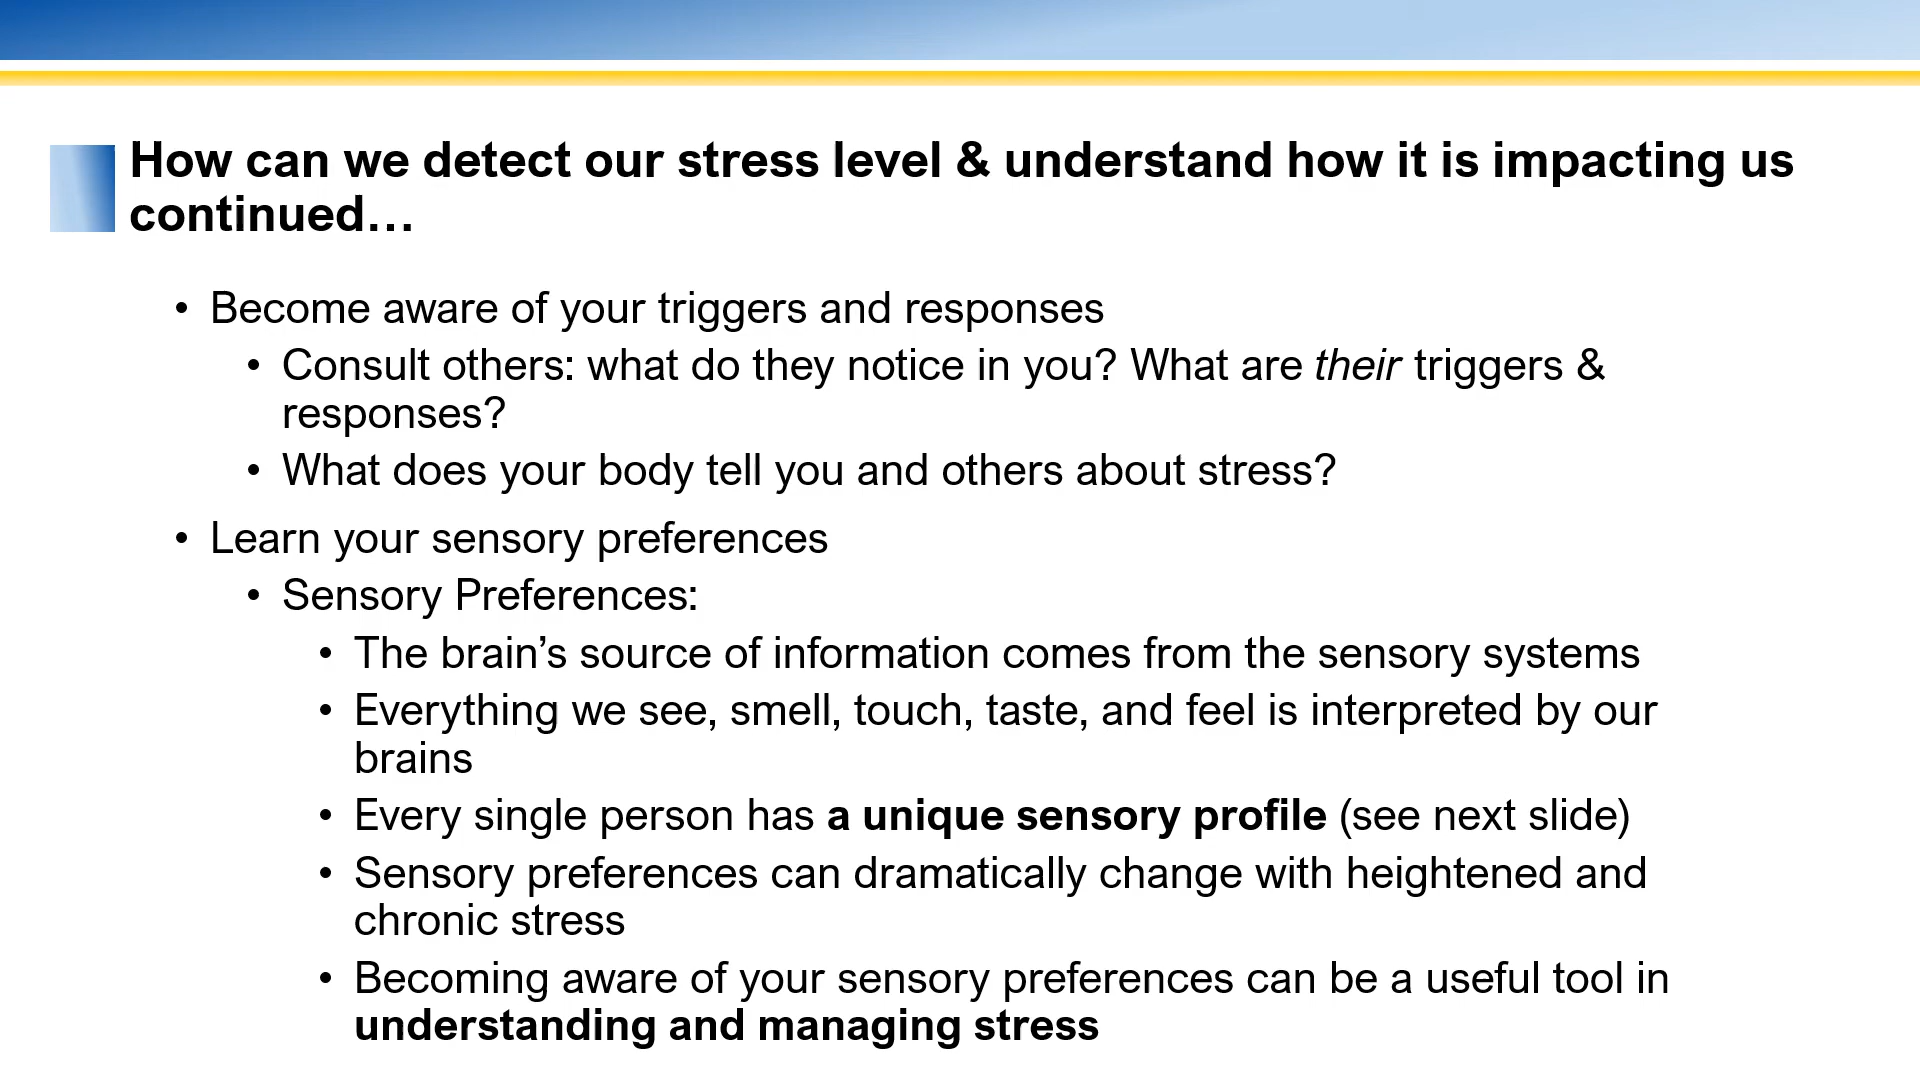 How can we detect our stress level & understand how it is impacting us
continued…
• Become aware of your triggers and responses
• Consult others: what do they notice in you? What are their triggers &
responses?
• What does your body tell you and others about stress?
• Learn your sensory preferences
• Sensory Preferences:
• The brain’s source of information comes from the sensory systems
• Everything we see, smell, touch, taste, and feel is interpreted by our
brains
• Every single person has a unique sensory profile (see next slide)
• Sensory preferences can dramatically change with heightened and
chronic stress
• Becoming aware of your sensory preferences can be a useful tool in
understanding and managing stress